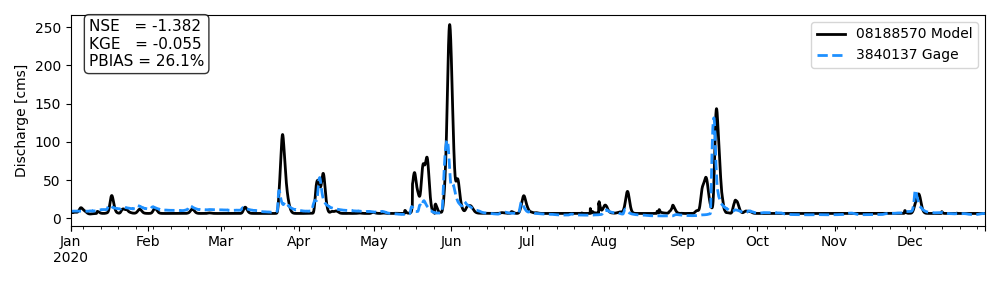 NSE = -1.382
KGE = -0.055
PBIAS = 26.1%
08188570 Model
3840137 Gage
Discharge [cms]
250
200
150
100
50
0
Jan Feb Mar Apr May Jun Jul Aug Sep Oct Nov Dec
2020